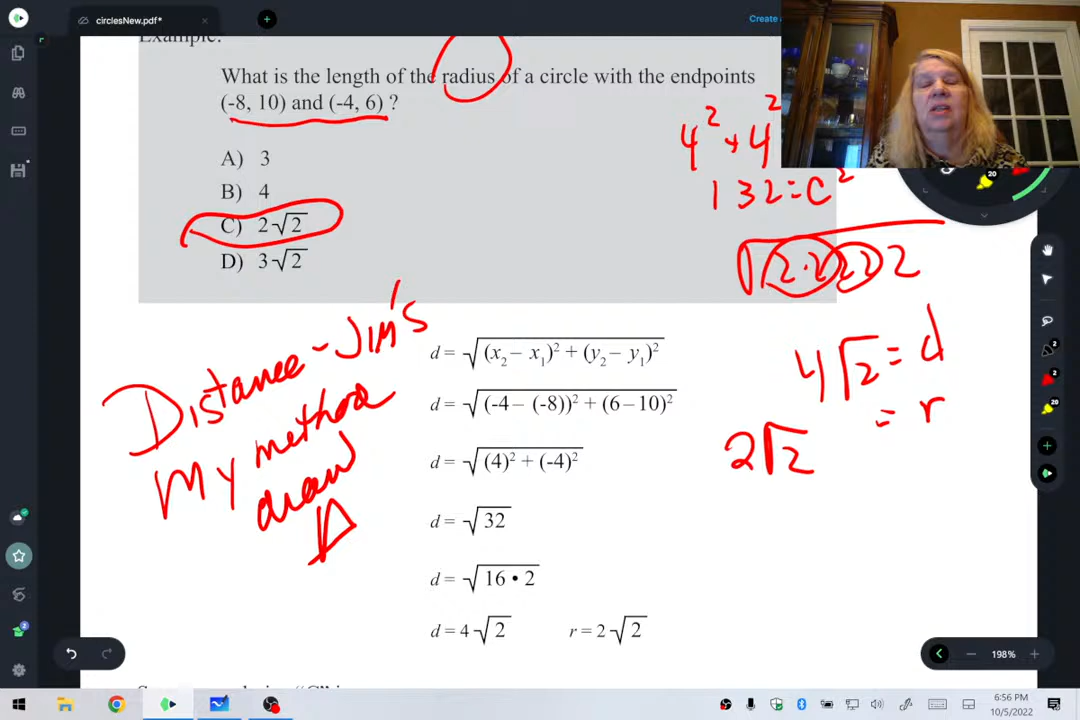 circlesNew.pdf*
Create a
Example:
What is the length of the radius of a circle with the endpoints
(-8, 10) and (-4, 6) ?
A) 3
B) 4
C) 2√2
D) 3√2
4² + 4²
132 = c²
√2·2·2·2·2
4√2 = d
= r
2√2
Distance - Jim's
My method
draw
d = √(x₂ – x₁)² + (y₂ – y₁)²
d = √(-4 – (-8))² + (6 – 10)²
d = √(4)² + (-4)²
d = √32
d = √16 • 2
d = 4√2 r = 2√2
198%
6:56 PM
10/5/2022